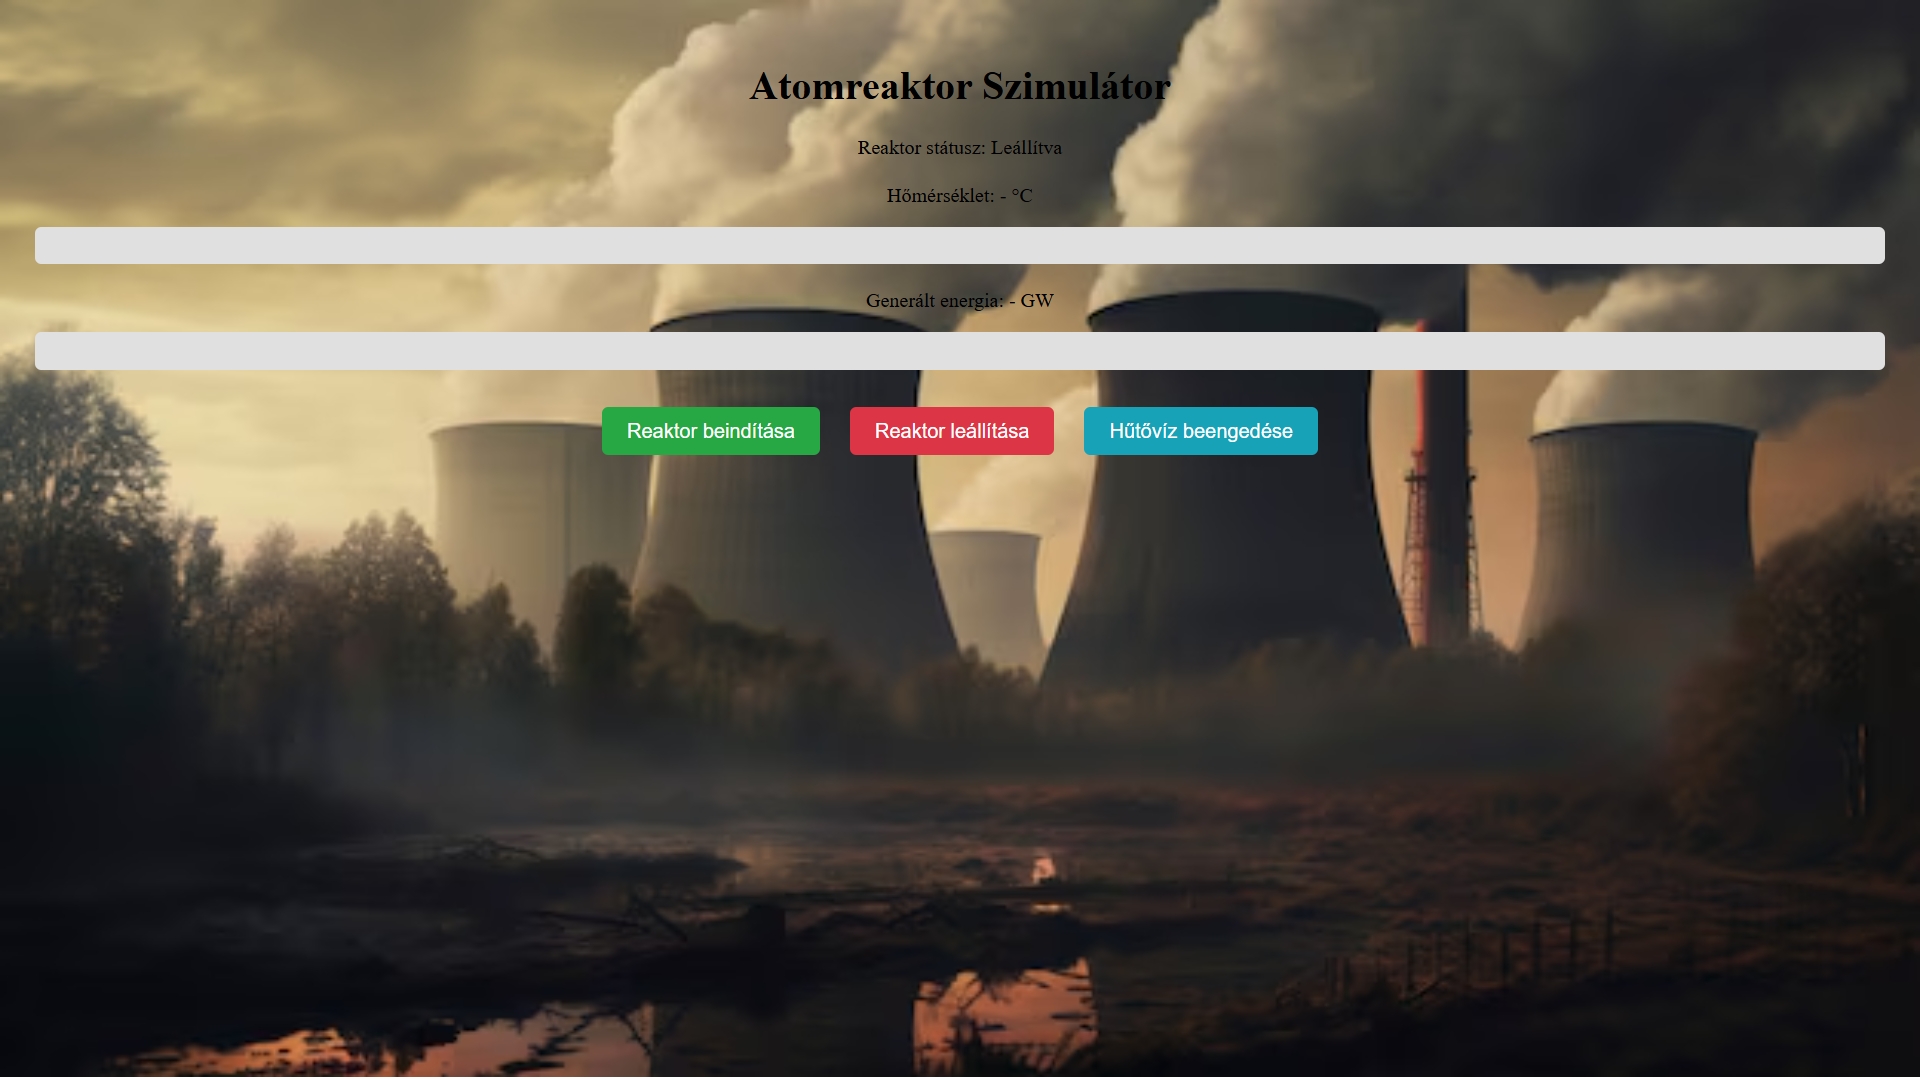 Atomreaktor Szimulátor
Reaktor státusz: Leállítva
Hőmérséklet: - °C
Generált energia: - GW
Reaktor beindítása
Reaktor leállítása
Hűtővíz beengedése